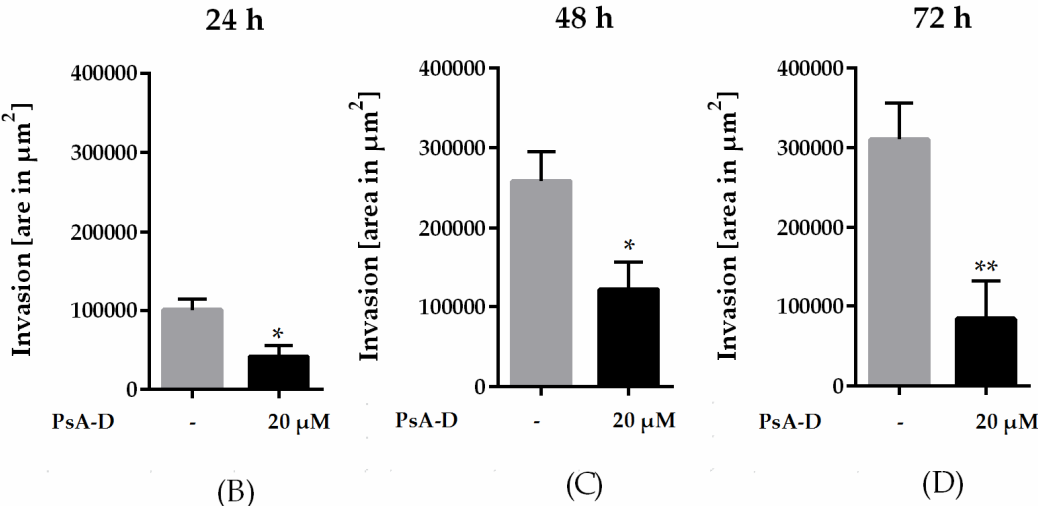 24 h
Invasion [are in µm²]
400000
300000
200000
100000
0
*
PsA-D - 20 µM
(B)
48 h
Invasion [area in µm²]
400000
300000
200000
100000
0
*
PsA-D - 20 µM
(C)
72 h
Invasion [area in µm²]
400000
300000
200000
100000
0
**
PsA-D - 20 µM
(D)